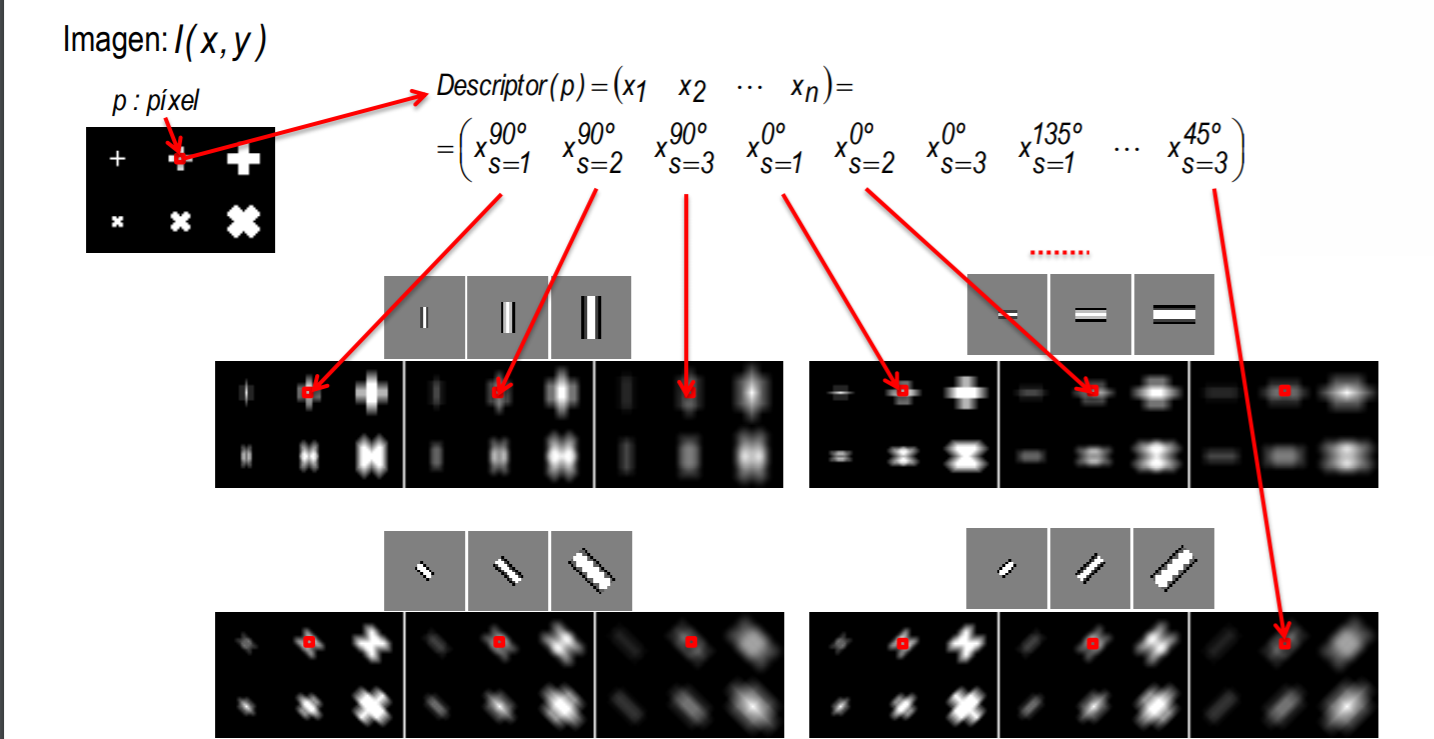 Imagen: I(x,y)
p : píxel
Descriptor(p)=(x1 x2 ⋯ xn)=
=(x90º s=1 x90º s=2 x90º s=3 x0º s=1 x0º s=2 x0º s=3 x135º s=1 ⋯ x45º s=3)